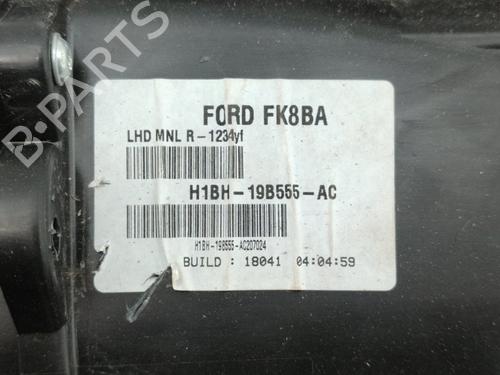 FORD FK8BA
LHD MNL R-1234yf
H1BH-19B555-AC
H1BH-19B555-AC207024
BUILD : 18041 04:04:59
B-PARTS